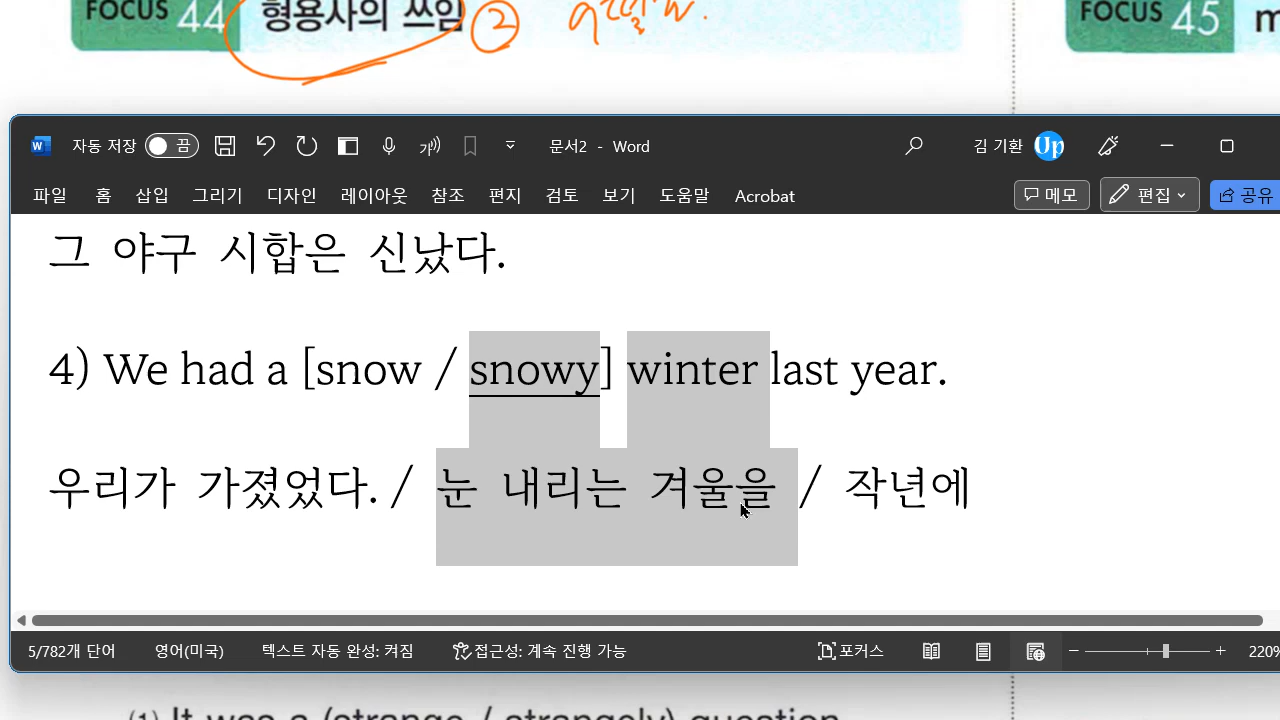 FOCUS 44 형용사의 쓰임 ②
FOCUS 45
자동 저장 끔 문서2 - Word 김 기환 Up
파일 홈 삽입 그리기 디자인 레이아웃 참조 편지 검토 보기 도움말 Acrobat 메모 편집 공유
그 야구 시합은 신났다.
4) We had a [snow / snowy] winter last year.
우리가 가졌었다. / 눈 내리는 겨울을 / 작년에
5/782개 단어 영어(미국) 텍스트 자동 완성: 켜짐 접근성: 계속 진행 가능 포커스 220%
(1) It was a (strange / strangely) question